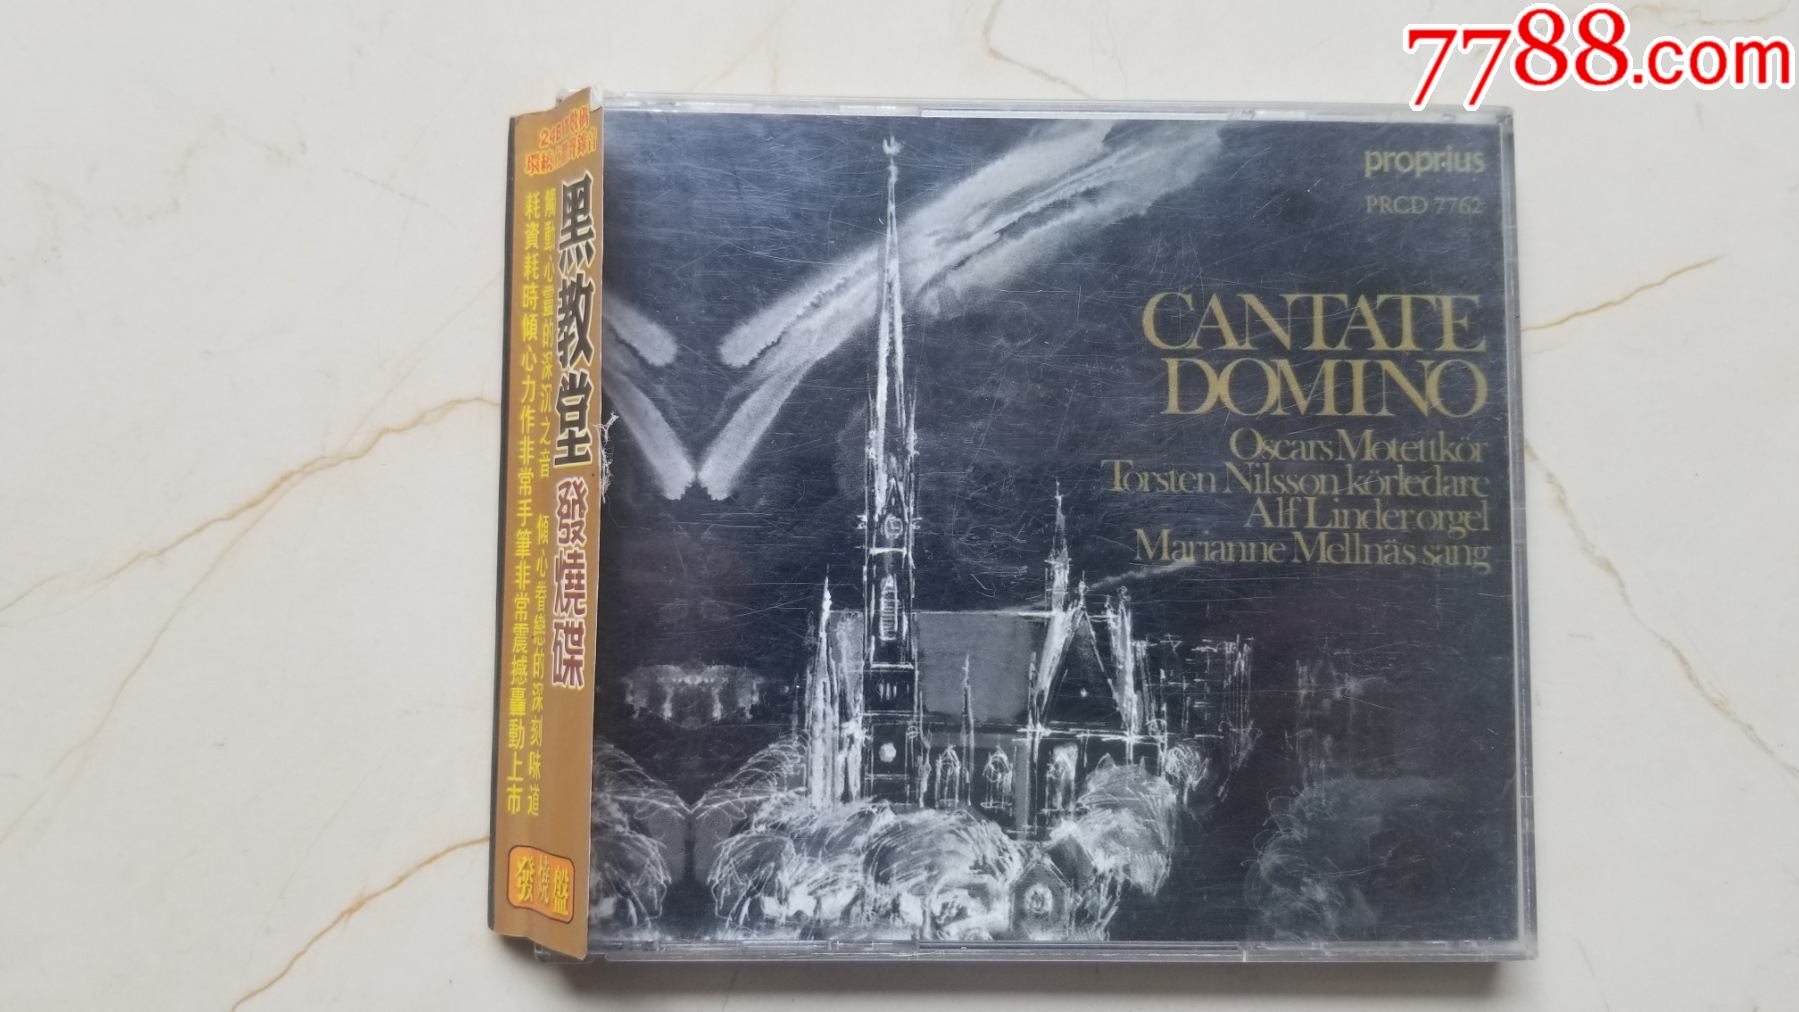 7788.com
proprius
PRCD 7762
CANTATE
DOMINO
Oscars Motettkör
Torsten Nilsson körledare
Alf Linder orgel
Marianne Mellnäs sång
黑教堂 發燒碟
觸動心靈的深沉之音 傾心眷戀的深刻味道
耗資耗時傾心力作非常手筆非常震撼轟動上市
發燒盤